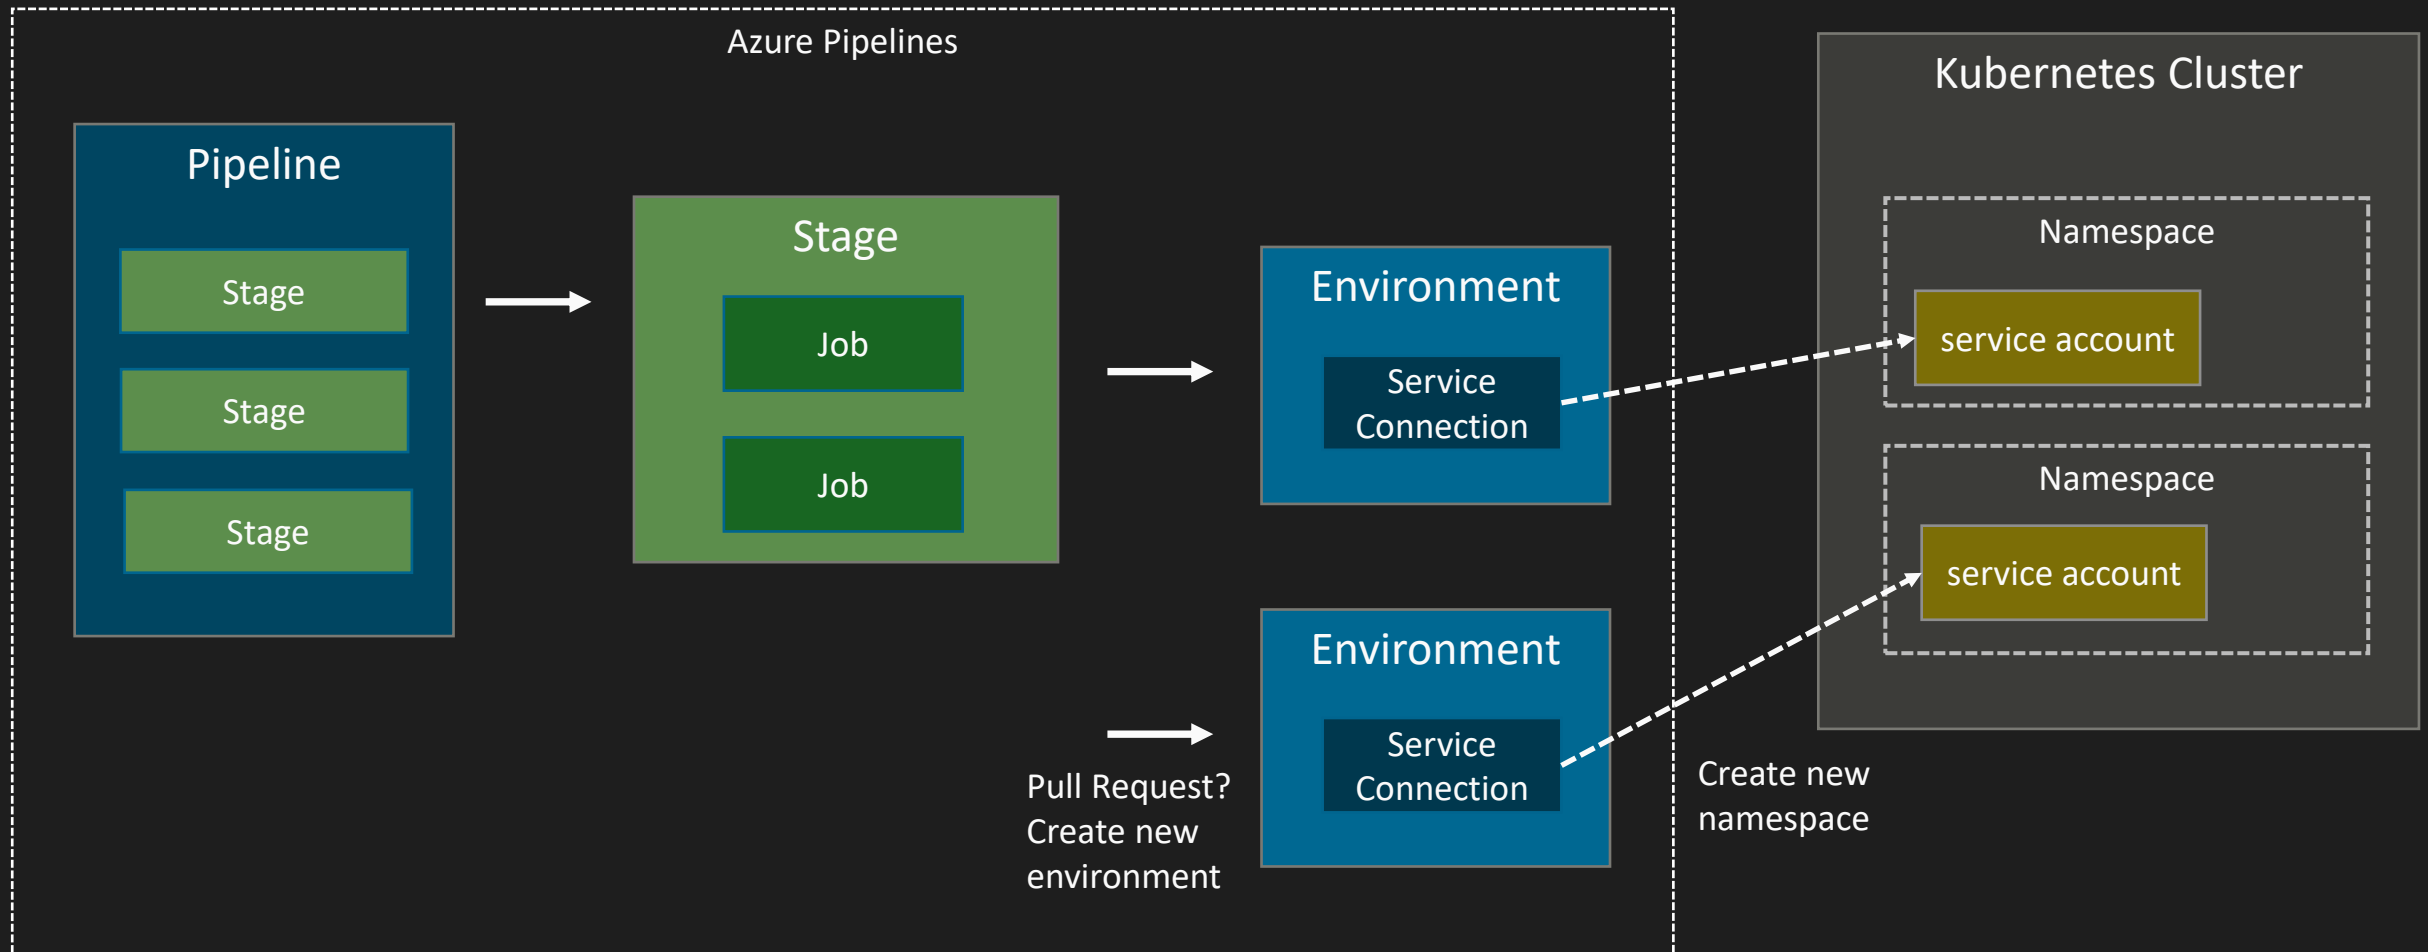 Azure Pipelines
Pipeline
Stage
Stage
Stage
Stage
Job
Job
Environment
Service
Connection
Pull Request?
Create new
environment
Environment
Service
Connection
Create new
namespace
Kubernetes Cluster
Namespace
service account
Namespace
service account